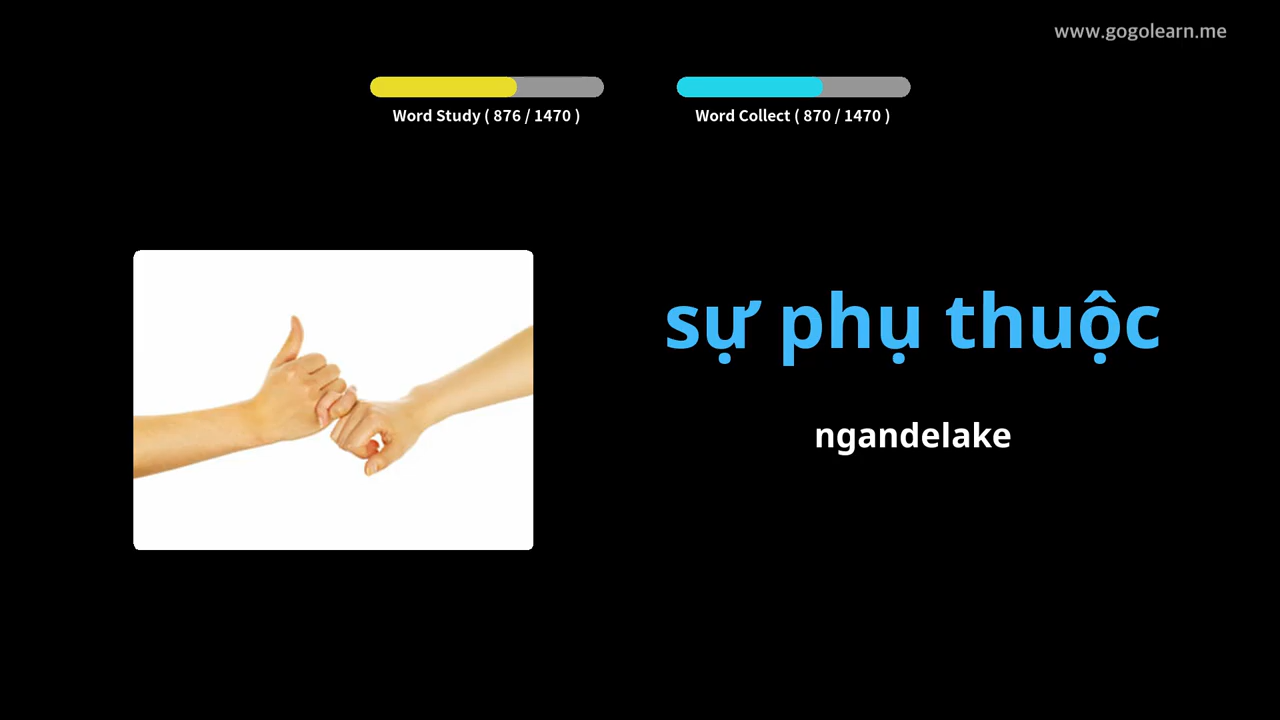 www.gogolearn.me
Word Study ( 876 / 1470 )
Word Collect ( 870 / 1470 )
sự phụ thuộc
ngandelake